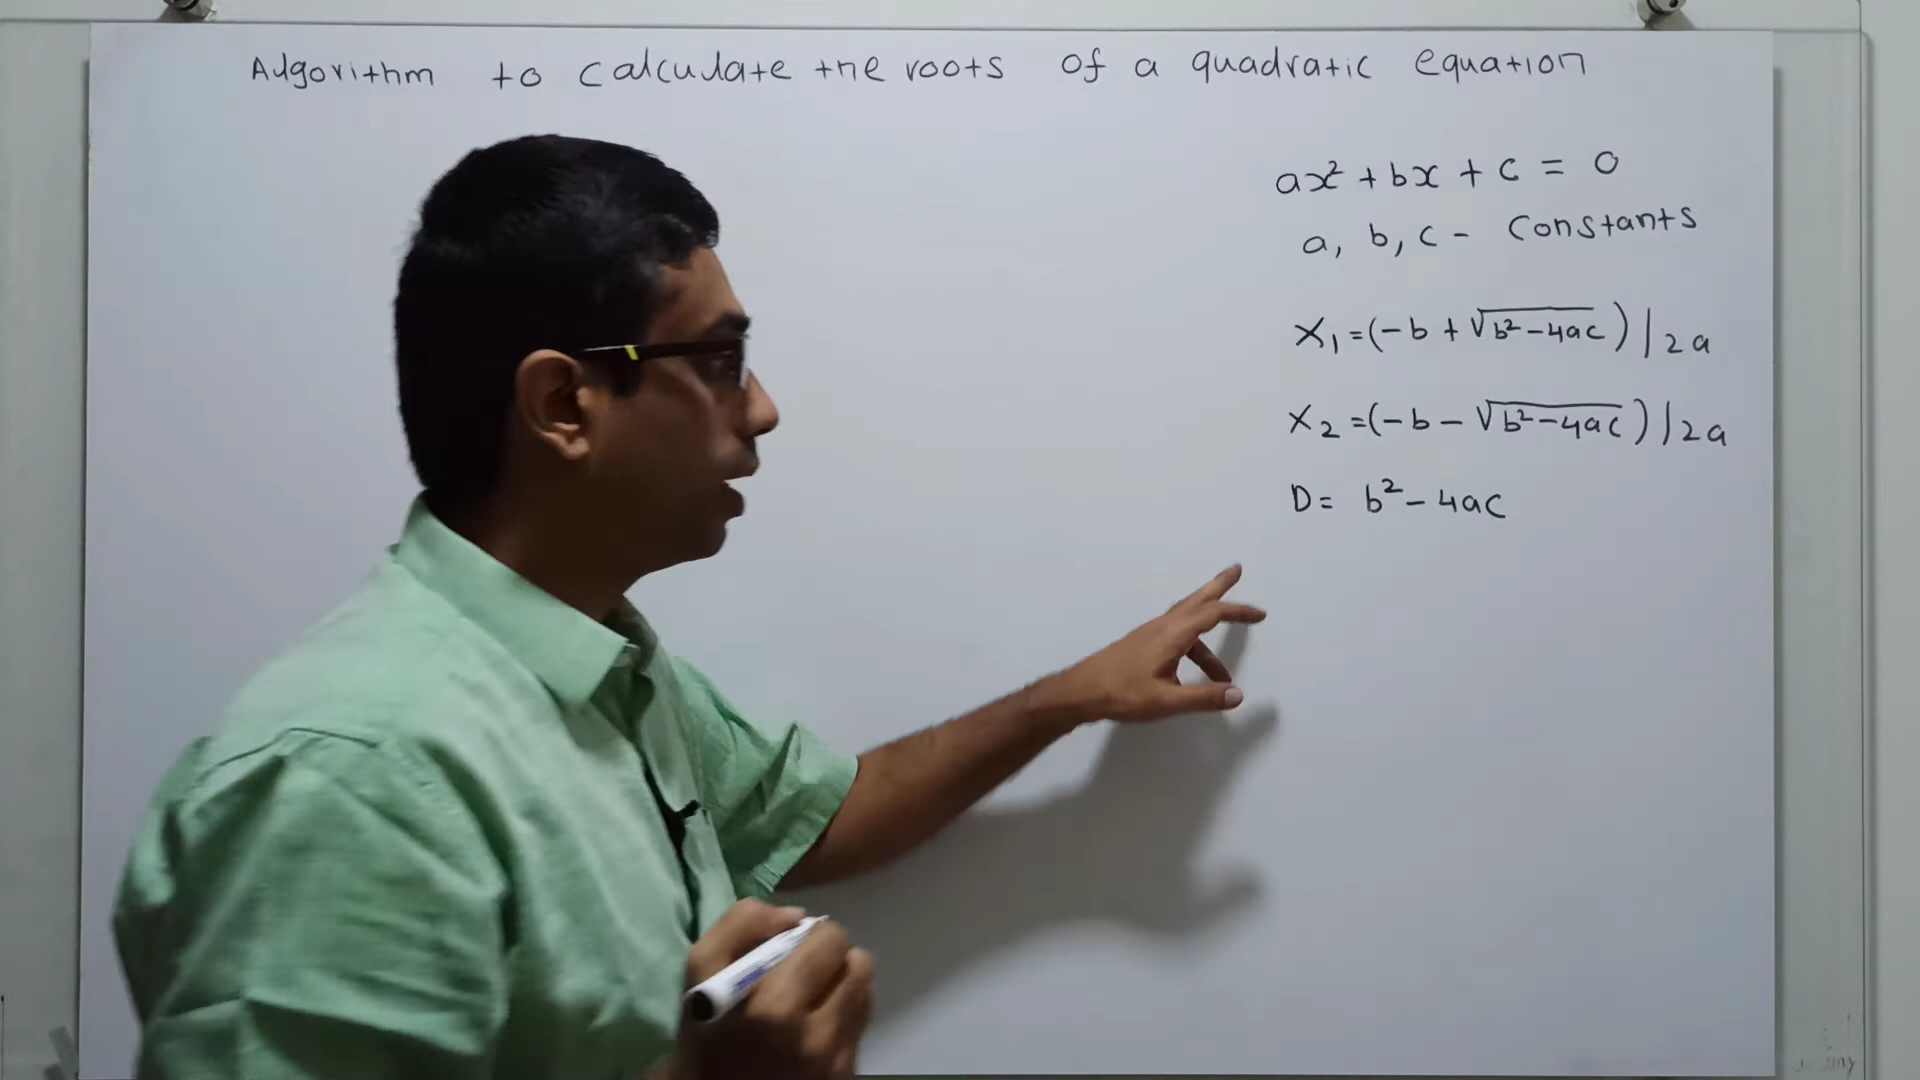 Algorithm to calculate the roots of a quadratic equation
ax² + bx + c = 0
a, b, c - constants
X₁ = (-b + √b²-4ac) | 2a
X₂ = (-b - √b²-4ac) | 2a
D = b² - 4ac